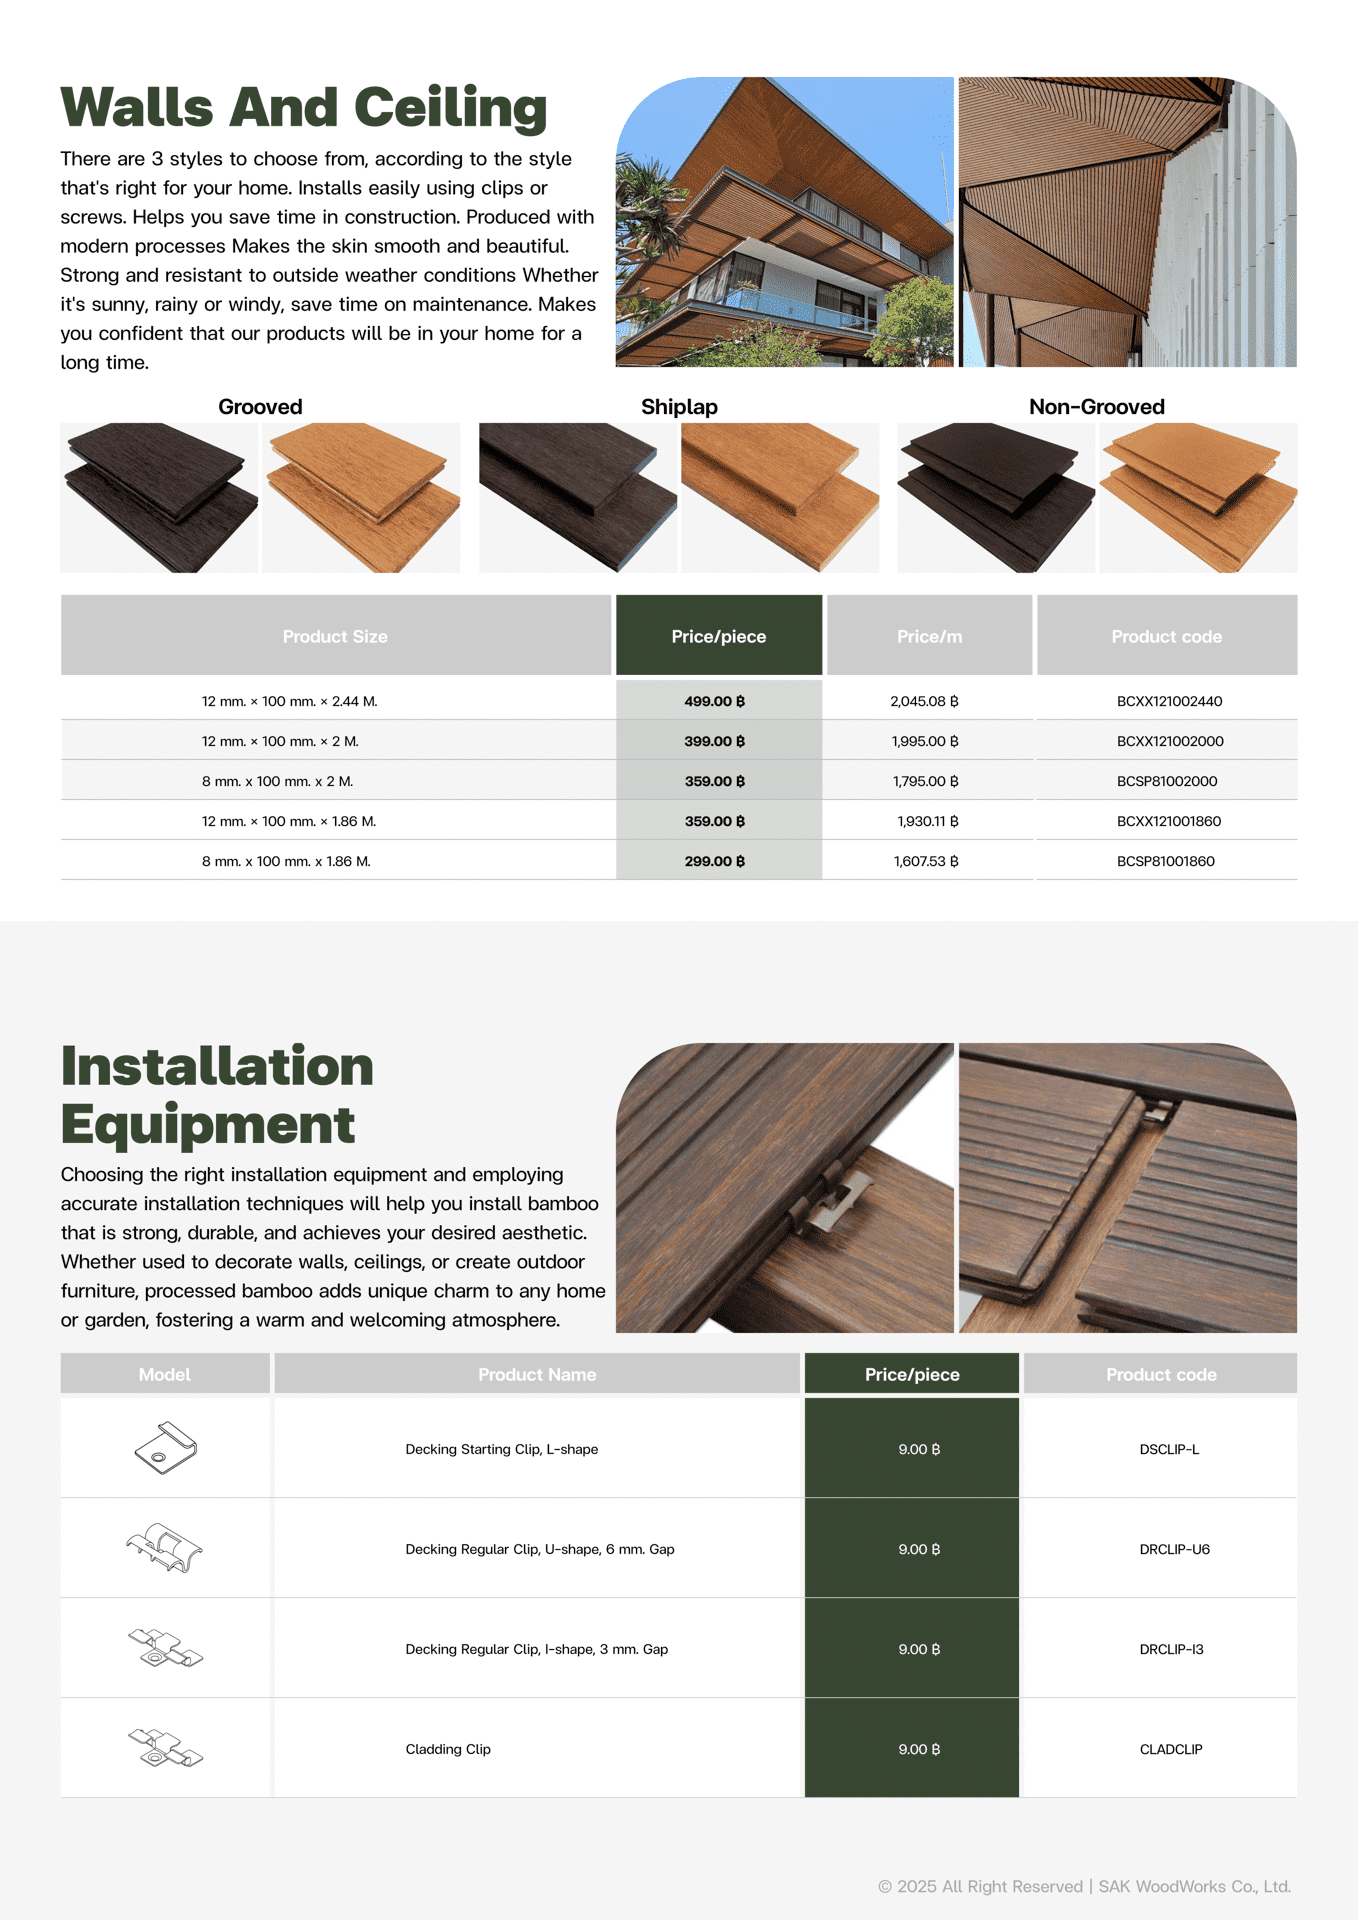 Walls And Ceiling
There are 3 styles to choose from, according to the style
that's right for your home. Installs easily using clips or
screws. Helps you save time in construction. Produced with
modern processes Makes the skin smooth and beautiful.
Strong and resistant to outside weather conditions Whether
it's sunny, rainy or windy, save time on maintenance. Makes
you confident that our products will be in your home for a
long time.
Grooved Shiplap Non-Grooved
Product Size Price/piece Price/m Product code
12 mm. × 100 mm. × 2.44 M. 499.00 ฿ 2,045.08 ฿ BCXX121002440
12 mm. × 100 mm. × 2 M. 399.00 ฿ 1,995.00 ฿ BCXX121002000
8 mm. x 100 mm. x 2 M. 359.00 ฿ 1,795.00 ฿ BCSP81002000
12 mm. × 100 mm. × 1.86 M. 359.00 ฿ 1,930.11 ฿ BCXX121001860
8 mm. x 100 mm. x 1.86 M. 299.00 ฿ 1,607.53 ฿ BCSP81001860
Installation
Equipment
Choosing the right installation equipment and employing
accurate installation techniques will help you install bamboo
that is strong, durable, and achieves your desired aesthetic.
Whether used to decorate walls, ceilings, or create outdoor
furniture, processed bamboo adds unique charm to any home
or garden, fostering a warm and welcoming atmosphere.
Model Product Name Price/piece Product code
Decking Starting Clip, L-shape 9.00 ฿ DSCLIP-L
Decking Regular Clip, U-shape, 6 mm. Gap 9.00 ฿ DRCLIP-U6
Decking Regular Clip, I-shape, 3 mm. Gap 9.00 ฿ DRCLIP-I3
Cladding Clip 9.00 ฿ CLADCLIP
© 2025 All Right Reserved | SAK WoodWorks Co., Ltd.